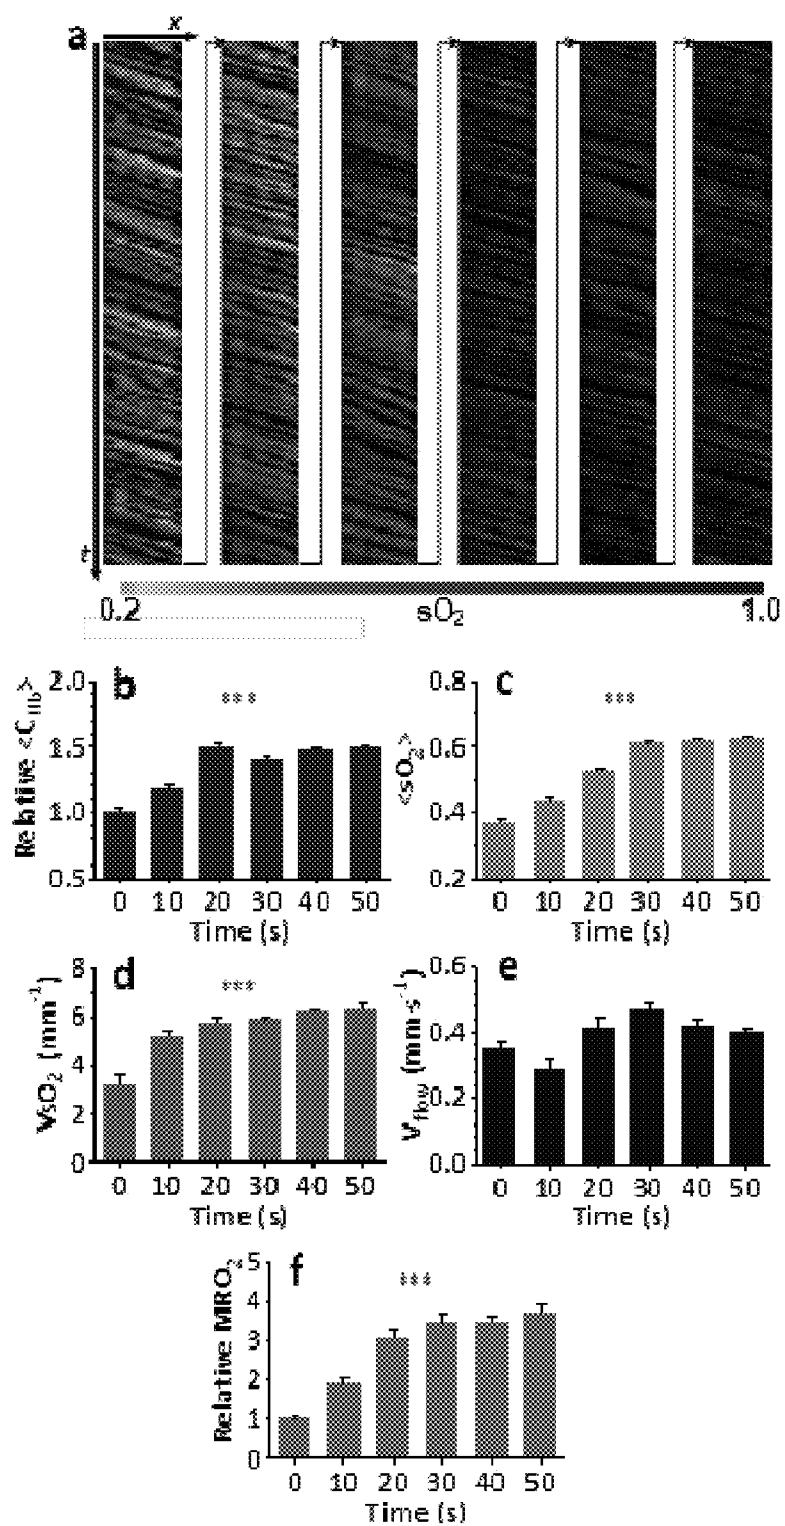 a
x
t
0.2 sO₂ 1.0
b
***
Relative <C_Hb>
2.0
1.5
1.0
0.5
0 10 20 30 40 50
Time (s)
c
***
<sO₂>
0.8
0.6
0.4
0.2
0 10 20 30 40 50
Time (s)
d
***
∇sO₂ (mm⁻¹)
8
6
4
2
0
0 10 20 30 40 50
Time (s)
e
V_flow (mm·s⁻¹)
0.6
0.4
0.2
0.0
0 10 20 30 40 50
Time (s)
f
***
Relative MRO₂
5
4
3
2
1
0
0 10 20 30 40 50
Time (s)